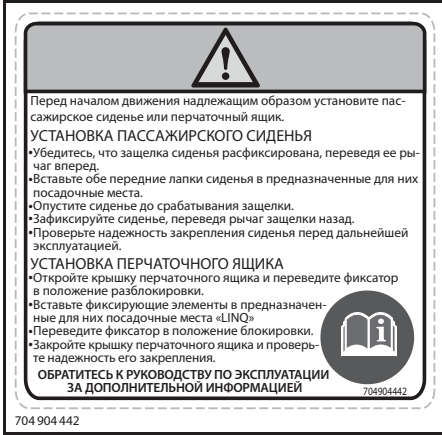 Перед началом движения надлежащим образом установите пас-
сажирское сиденье или перчаточный ящик.
УСТАНОВКА ПАССАЖИРСКОГО СИДЕНЬЯ
•Убедитесь, что защелка сиденья расфиксирована, переведя ее ры-
чаг вперед.
•Вставьте обе передние лапки сиденья в предназначенные для них
посадочные места.
•Опустите сиденье до срабатывания защелки.
•Зафиксируйте сиденье, переведя рычаг защелки назад.
•Проверьте надежность закрепления сиденья перед дальнейшей
эксплуатацией.
УСТАНОВКА ПЕРЧАТОЧНОГО ЯЩИКА
•Откройте крышку перчаточного ящика и переведите фиксатор
в положение разблокировки.
•Вставьте фиксирующие элементы в предназначен-
ные для них посадочные места «LINQ»
•Переведите фиксатор в положение блокировки.
•Закройте крышку перчаточного ящика и проверь-
те надежность его закрепления.
ОБРАТИТЕСЬ К РУКОВОДСТВУ ПО ЭКСПЛУАТАЦИИ
ЗА ДОПОЛНИТЕЛЬНОЙ ИНФОРМАЦИЕЙ
704904442
704 904 442